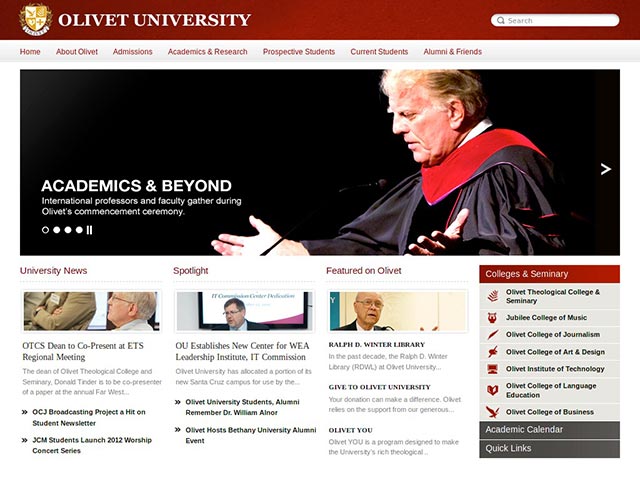 OLIVET UNIVERSITY
Search
Home About Olivet Admissions Academics & Research Prospective Students Current Students Alumni & Friends
ACADEMICS & BEYOND
International professors and faculty gather during
Olivet's commencement ceremony.
University News
OTCS Dean to Co-Present at ETS
Regional Meeting
The dean of Olivet Theological College and
Seminary, Donald Tinder is to be co-presenter
of a paper at the annual Far West...
OCJ Broadcasting Project a Hit on
Student Newsletter
JCM Students Launch 2012 Worship
Concert Series
Spotlight
IT Commission Center Dedication
OU Establishes New Center for WEA
Leadership Institute, IT Commission
Olivet University has allocated a portion of its
new Santa Cruz campus for use by the...
Olivet University Students, Alumni
Remember Dr. William Alnor
Olivet Hosts Bethany University Alumni
Event
Featured on Olivet
RALPH D. WINTER LIBRARY
In the past decade, the Ralph D. Winter
Library (RDWL) at Olivet University...
GIVE TO OLIVET UNIVERSITY
Your donation can make a difference. Olivet
relies on the support from our generous...
OLIVET YOU
Olivet YOU is a program designed to make
the University's rich theological...
Colleges & Seminary
Olivet Theological College &
Seminary
Jubilee College of Music
Olivet College of Journalism
Olivet College of Art & Design
Olivet Institute of Technology
Olivet College of Language
Education
Olivet College of Business
Academic Calendar
Quick Links